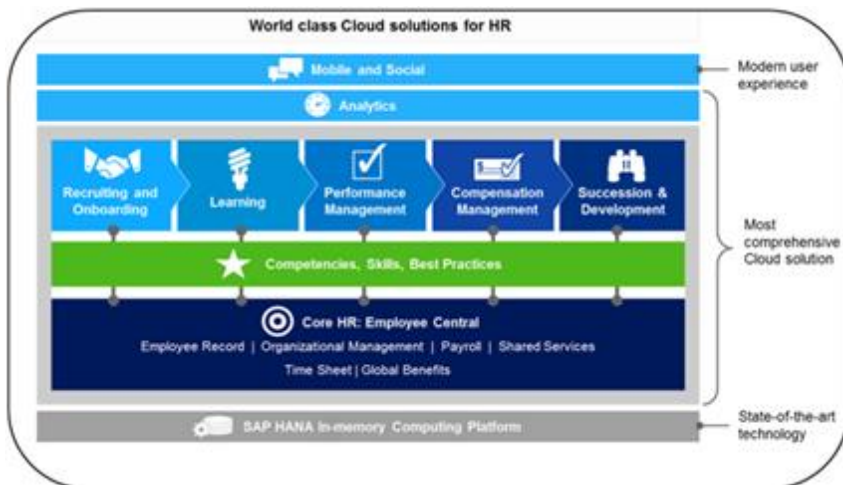 World class Cloud solutions for HR
Mobile and Social
Modern user
experience
Analytics
Recruiting and
Onboarding
Learning
Performance
Management
Compensation
Management
Succession &
Development
Most
comprehensive
Cloud solution
Competencies, Skills, Best Practices
Core HR: Employee Central
Employee Record | Organizational Management | Payroll | Shared Services
Time Sheet | Global Benefits
SAP HANA In-memory Computing Platform
State-of-the-art
technology